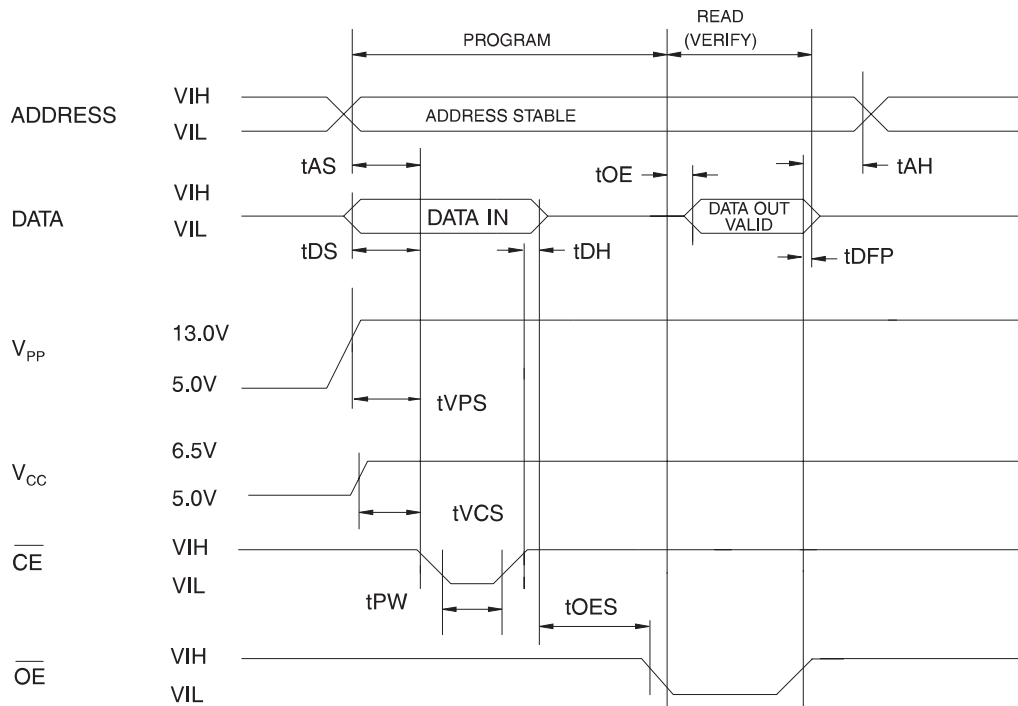 READ
PROGRAM (VERIFY)
VIH
ADDRESS ADDRESS STABLE
VIL
tAS tOE tAH
VIH
DATA DATA IN DATA OUT
VIL VALID
tDS tDH tDFP
13.0V
VPP
5.0V tVPS
6.5V
VCC
5.0V tVCS
CE VIH
VIL
tPW tOES
VIH
OE
VIL